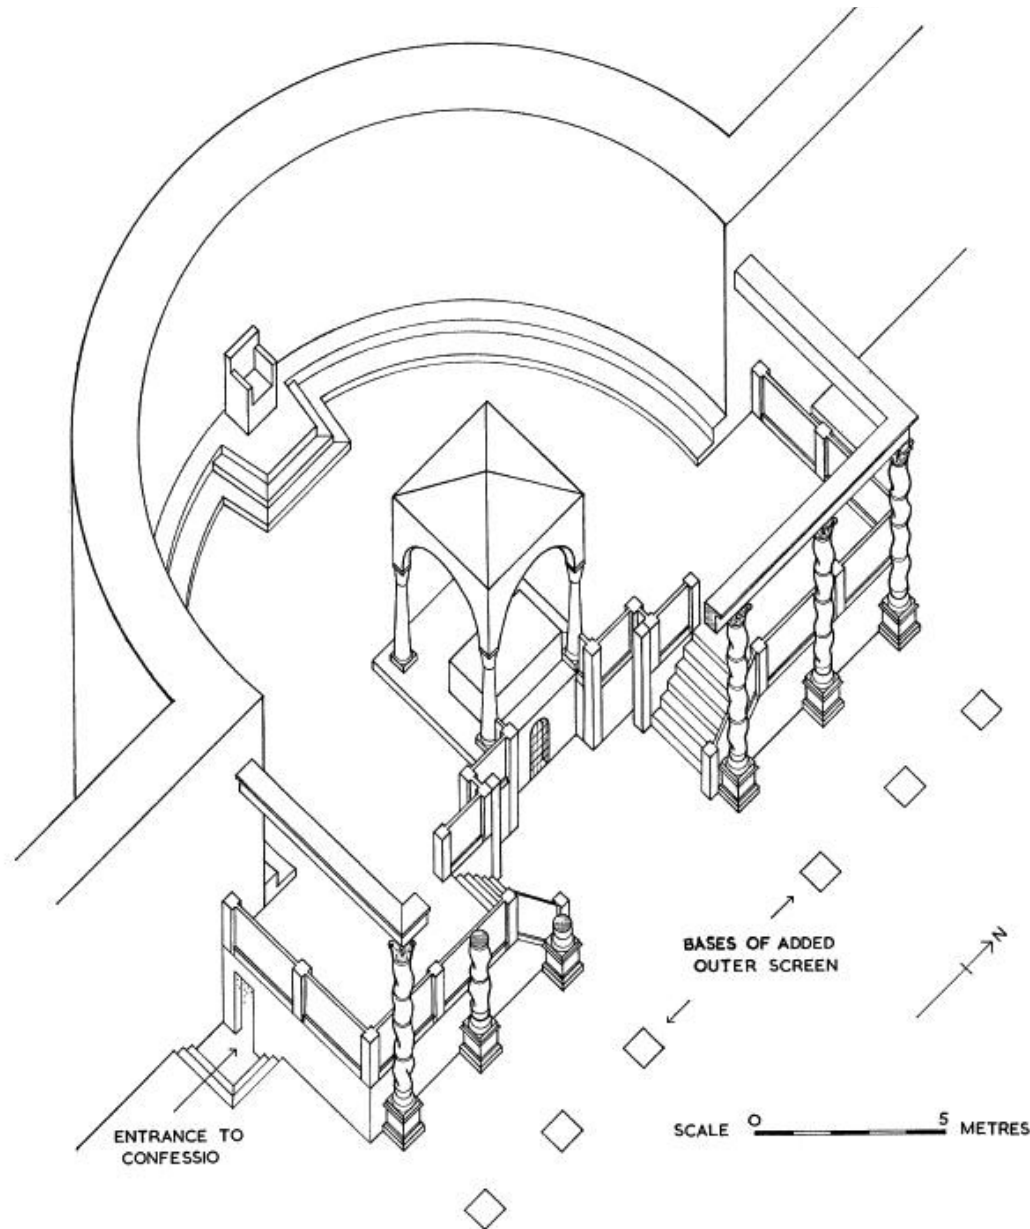 N
BASES OF ADDED
OUTER SCREEN
SCALE 0 5 METRES
ENTRANCE TO
CONFESSIO